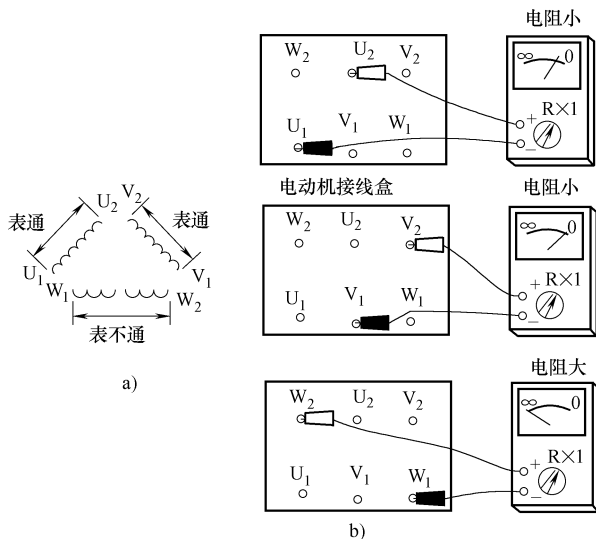 电阻小
W₂ U₂ V₂
∞ 0
R×1
+
−
U₁ V₁ W₁
电动机接线盒
电阻小
W₂ U₂ V₂
∞ 0
R×1
+
−
U₁ V₁ W₁
电阻大
W₂ U₂ V₂
∞ 0
R×1
+
−
U₁ V₁ W₁
b)
U₂ V₂
表通 表通
U₁ V₁
W₁ W₂
表不通
a)